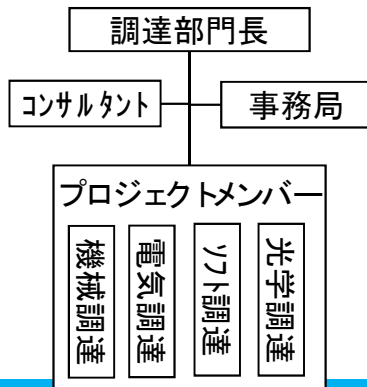 調達部門長
コンサルタント
事務局
プロジェクトメンバー
機械調達
電気調達
ソフト調達
光学調達